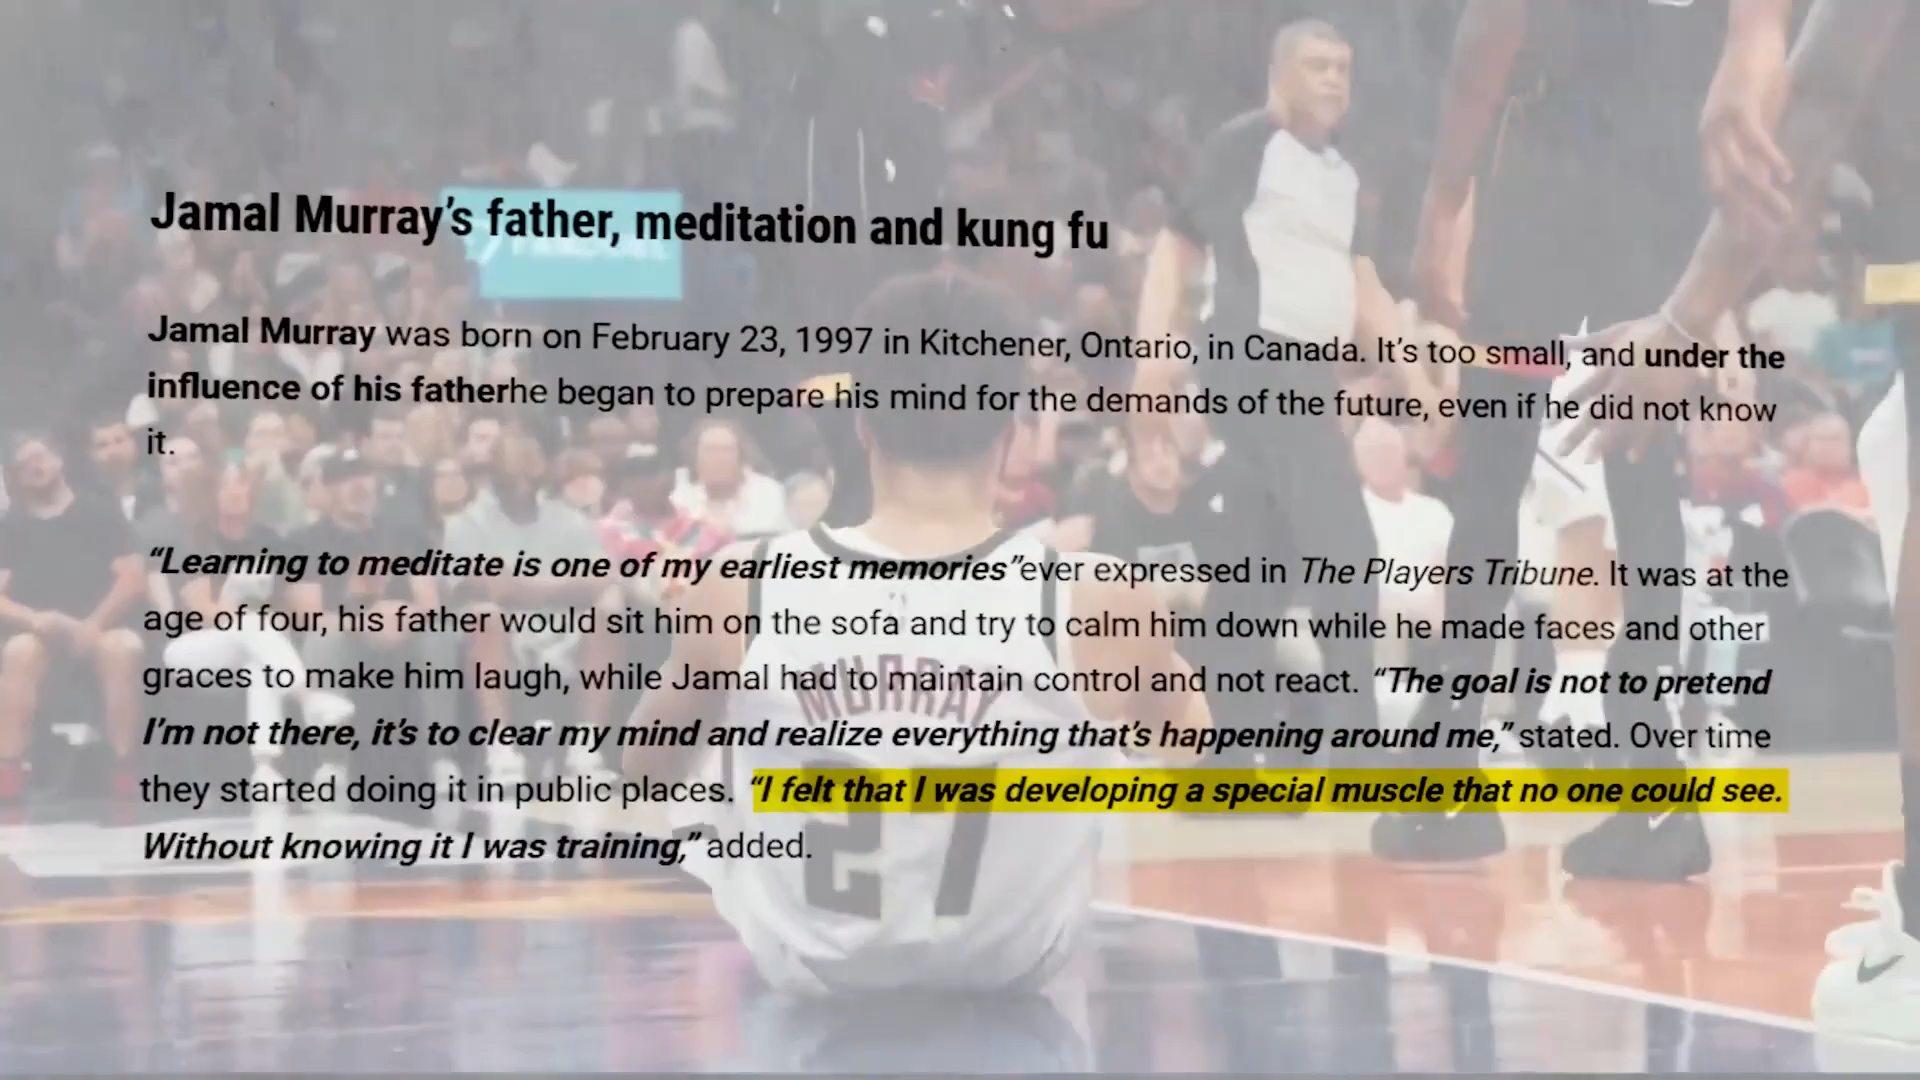 Jamal Murray’s father, meditation and kung fu
Jamal Murray was born on February 23, 1997 in Kitchener, Ontario, in Canada. It’s too small, and under the
influence of his fatherhe began to prepare his mind for the demands of the future, even if he did not know
it.
“Learning to meditate is one of my earliest memories”ever expressed in The Players Tribune. It was at the
age of four, his father would sit him on the sofa and try to calm him down while he made faces and other
graces to make him laugh, while Jamal had to maintain control and not react. “The goal is not to pretend
I’m not there, it’s to clear my mind and realize everything that’s happening around me,” stated. Over time
they started doing it in public places. “I felt that I was developing a special muscle that no one could see.
Without knowing it I was training,” added.
MURRAY
27